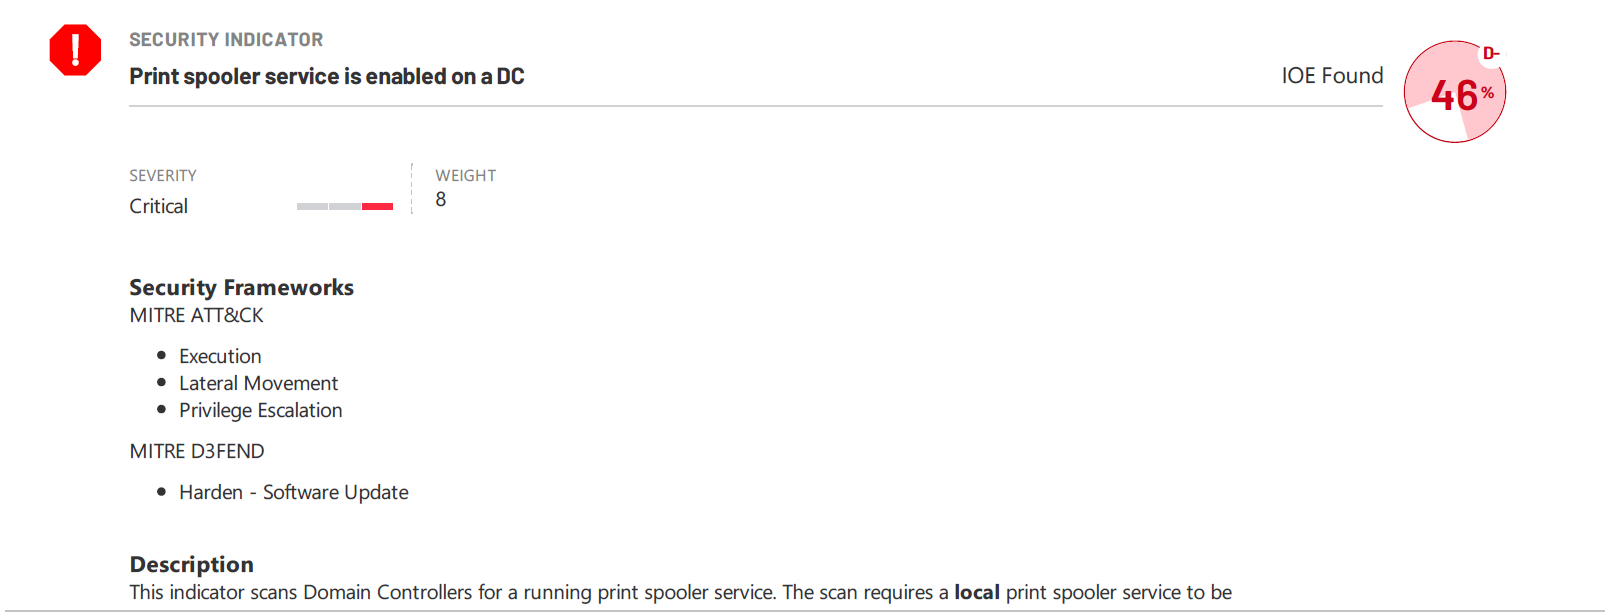 SECURITY INDICATOR
Print spooler service is enabled on a DC
IOE Found
D-
46%
SEVERITY
Critical
WEIGHT
8
Security Frameworks
MITRE ATT&CK
• Execution
• Lateral Movement
• Privilege Escalation
MITRE D3FEND
• Harden - Software Update
Description
This indicator scans Domain Controllers for a running print spooler service. The scan requires a local print spooler service to be